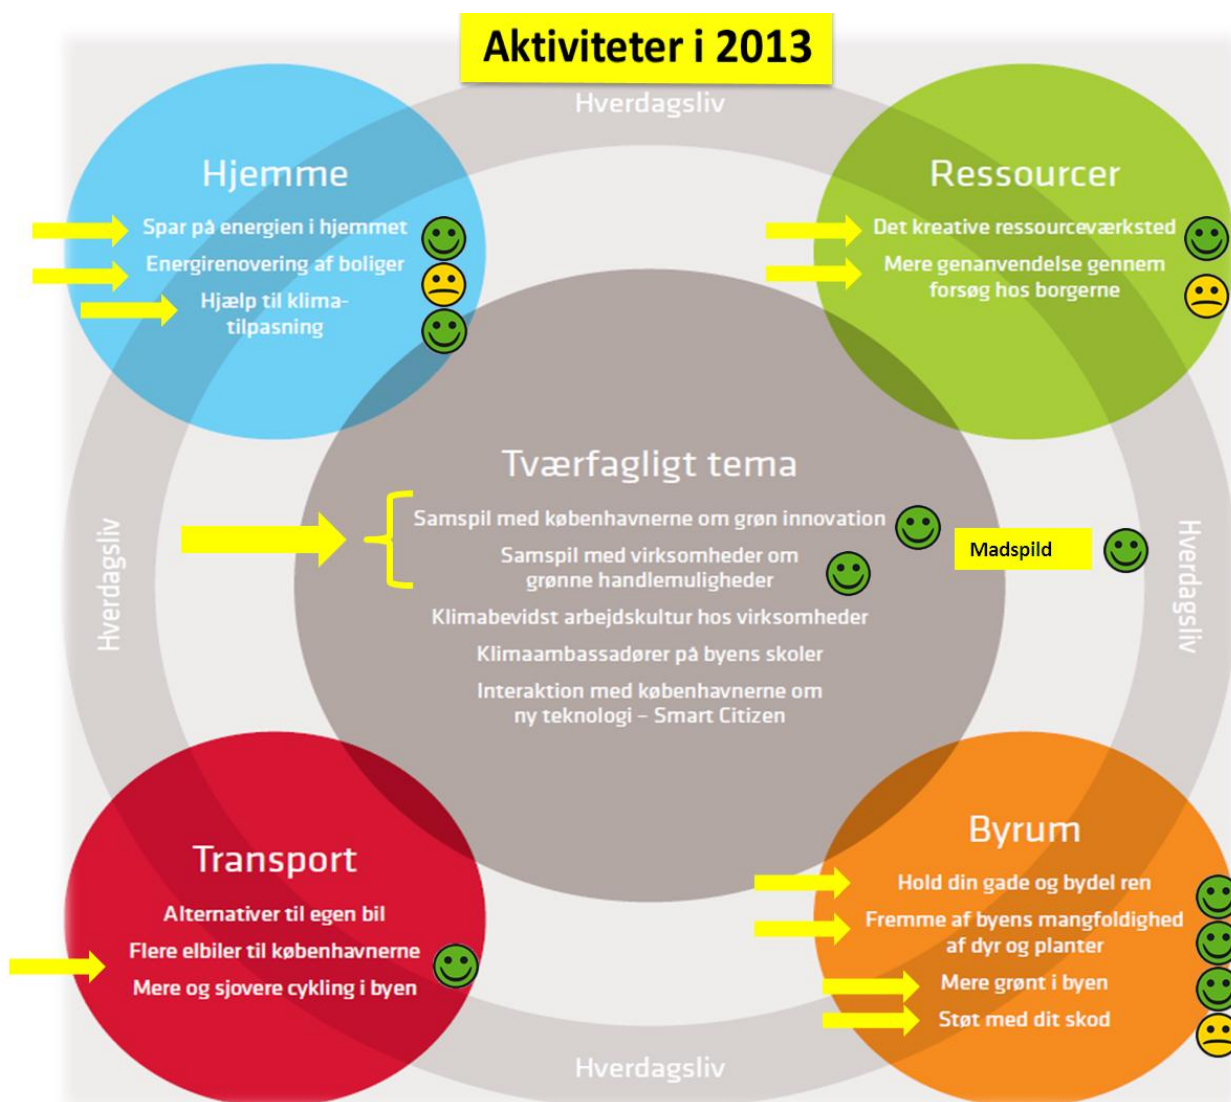 Aktiviteter i 2013
Hverdagsliv
Hjemme
Spar på energien i hjemmet
Energirenovering af boliger
Hjælp til klima-
tilpasning
Ressourcer
Det kreative ressourceværksted
Mere genanvendelse gennem
forsøg hos borgerne
Tværfagligt tema
Samspil med københavnerne om grøn innovation
Samspil med virksomheder om
grønne handlemuligheder
Klimabevidst arbejdskultur hos virksomheder
Klimaambassadører på byens skoler
Interaktion med københavnerne om
ny teknologi – Smart Citizen
Madspild
Hverdagsliv
Hverdagsliv
Transport
Alternativer til egen bil
Flere elbiler til københavnerne
Mere og sjovere cykling i byen
Byrum
Hold din gade og bydel ren
Fremme af byens mangfoldighed
af dyr og planter
Mere grønt i byen
Støt med dit skod
Hverdagsliv